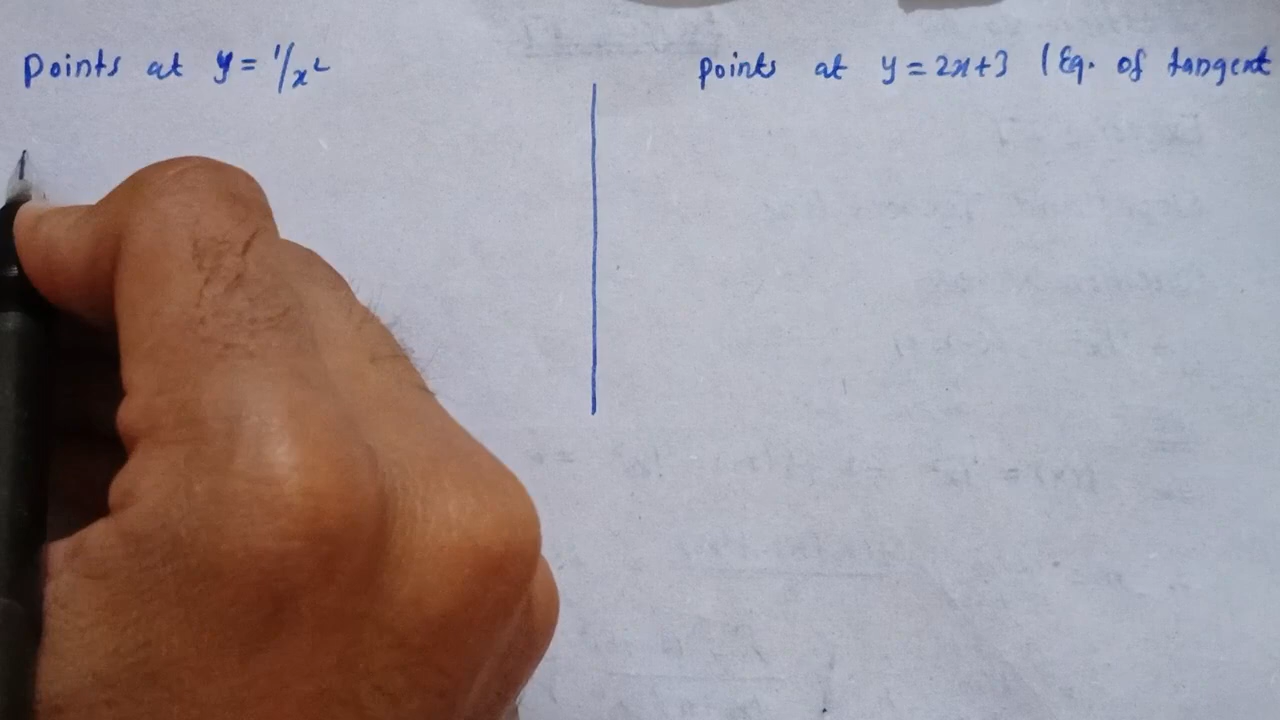 Points at y = 1/x²
Points at y = 2x+3 (Eq. of tangent